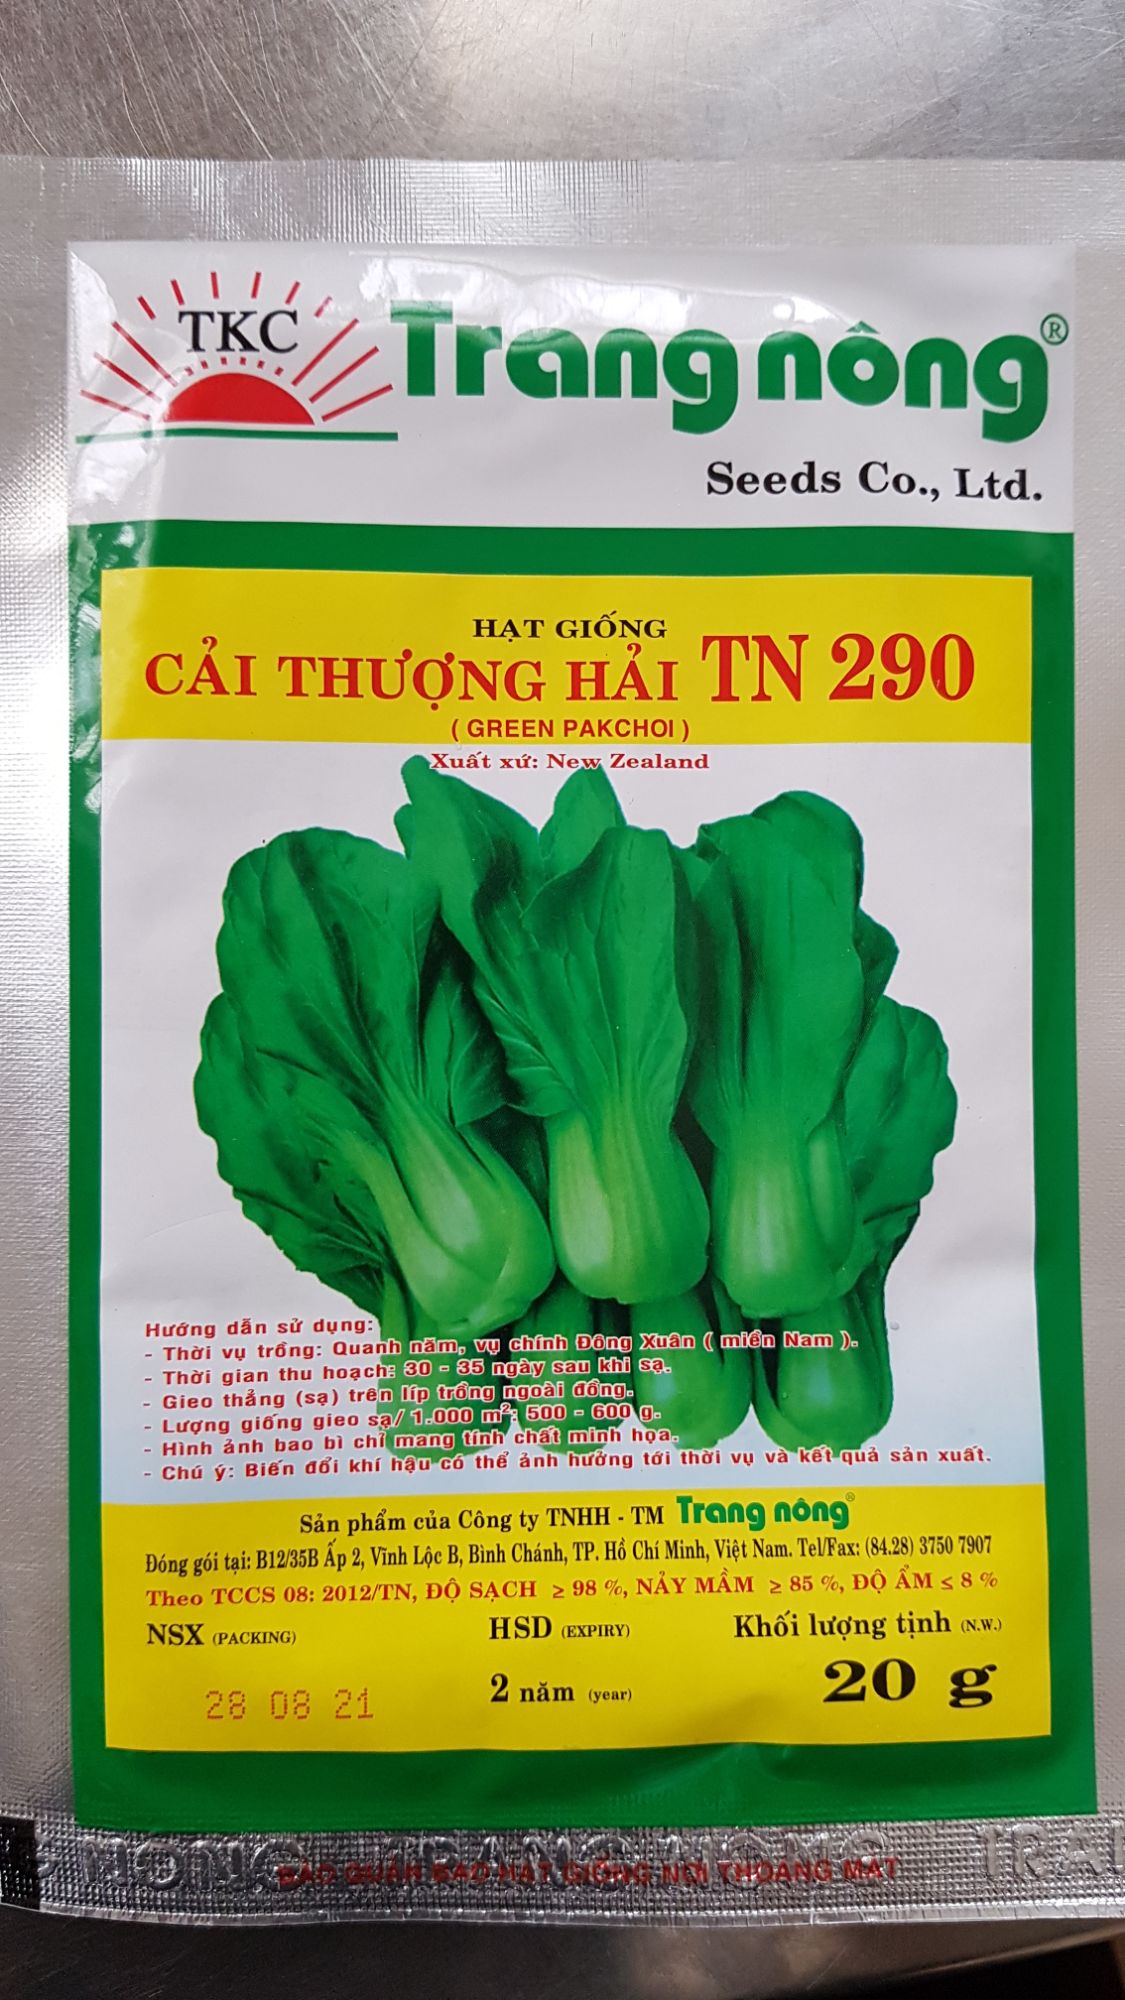 TKC
Trang nông®
Seeds Co., Ltd.
HẠT GIỐNG
CẢI THƯỢNG HẢI TN 290
( GREEN PAKCHOI )
Xuất xứ: New Zealand
Hướng dẫn sử dụng:
- Thời vụ trồng: Quanh năm, vụ chính Đông Xuân ( miền Nam ).
- Thời gian thu hoạch: 30 - 35 ngày sau khi sạ.
- Gieo thẳng (sạ) trên líp trồng ngoài đồng.
- Lượng giống gieo sạ/ 1.000 m²: 500 - 600 g.
- Hình ảnh bao bì chỉ mang tính chất minh họa.
- Chú ý: Biến đổi khí hậu có thể ảnh hưởng tới thời vụ và kết quả sản xuất.
Sản phẩm của Công ty TNHH - TM Trang nông®
Đóng gói tại: B12/35B Ấp 2, Vĩnh Lộc B, Bình Chánh, TP. Hồ Chí Minh, Việt Nam. Tel/Fax: (84.28) 3750 7907
Theo TCCS 08: 2012/TN, ĐỘ SẠCH ≥ 98 %, NẢY MẦM ≥ 85 %, ĐỘ ẨM ≤ 8 %
NSX (PACKING) HSD (EXPIRY) Khối lượng tịnh (N.W.)
28 08 21 2 năm (year) 20 g
NÔNG TRANG NÔNG TRA
BẢO QUẢN BAO HẠT GIỐNG NƠI THOÁNG MÁT